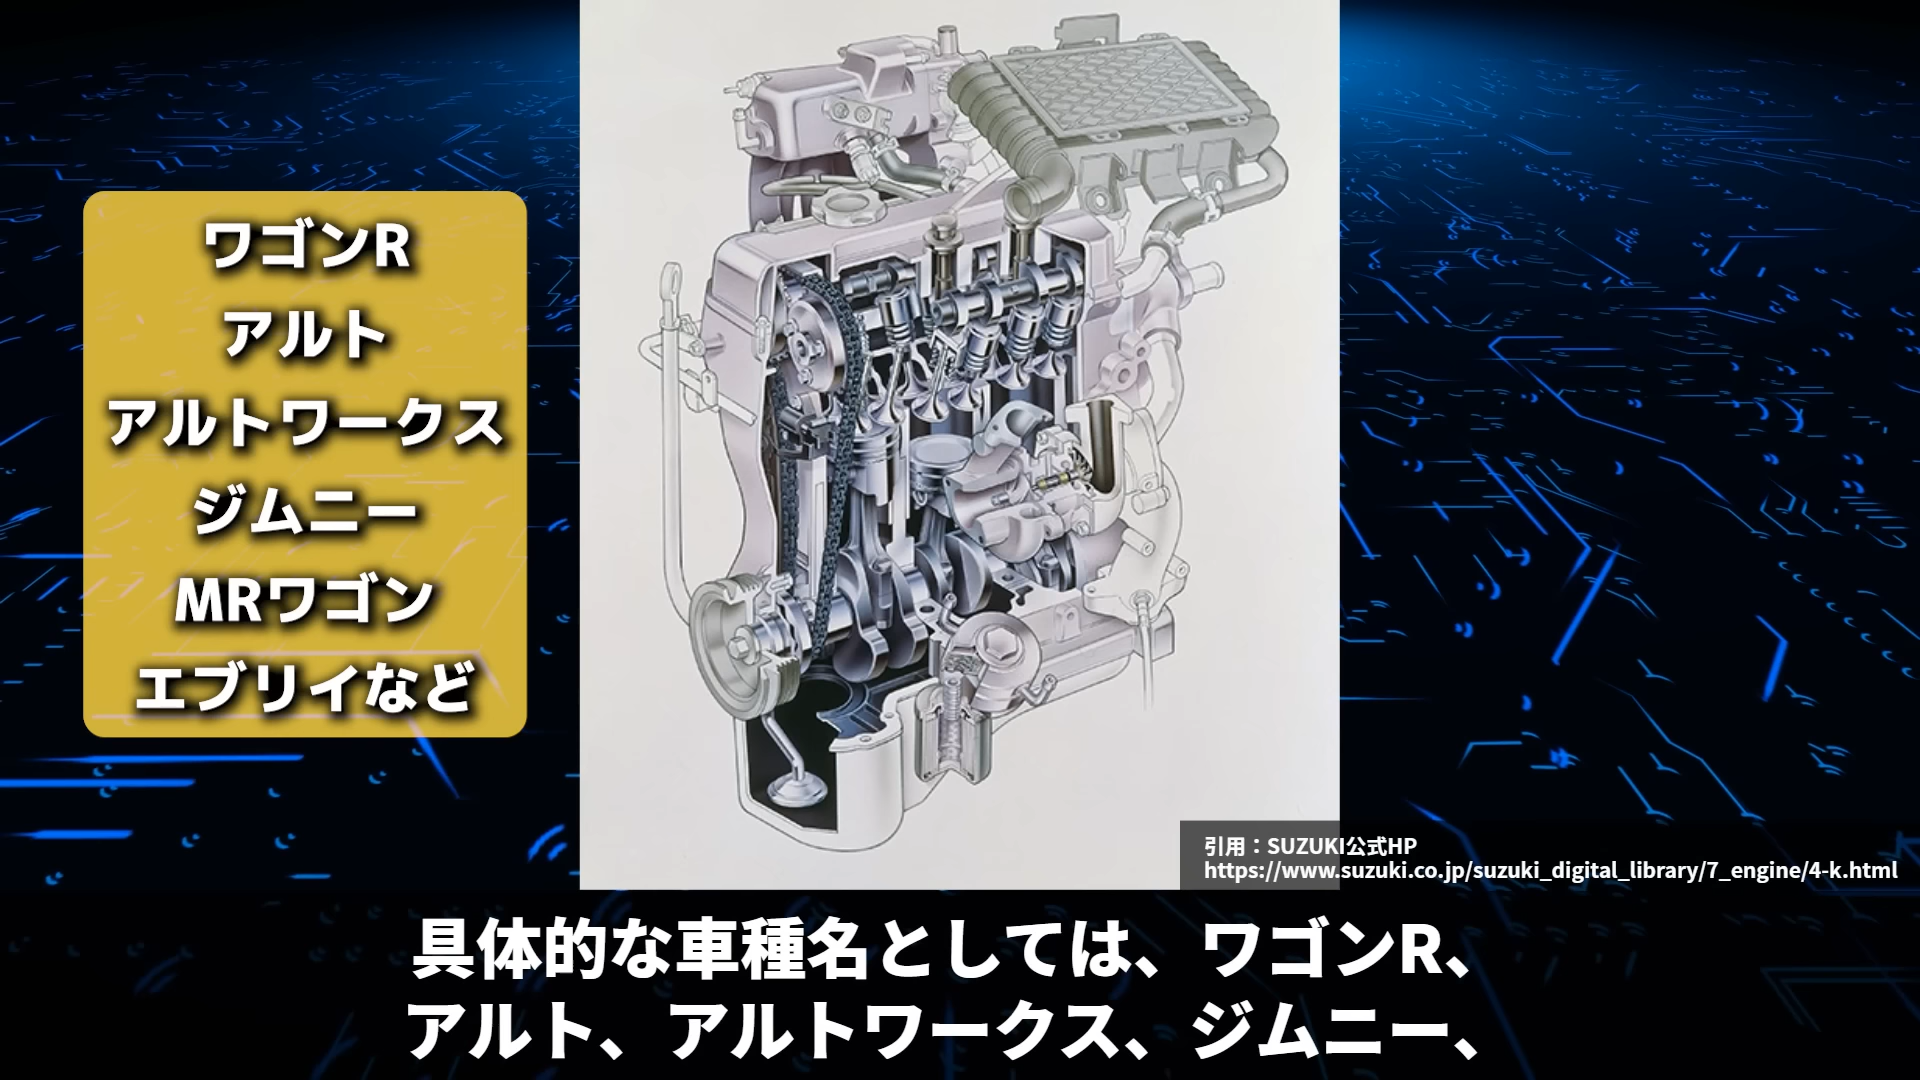 ワゴンR
アルト
アルトワークス
ジムニー
MRワゴン
エブリイなど
引用：SUZUKI公式HP
https://www.suzuki.co.jp/suzuki_digital_library/7_engine/4-k.html
具体的な車種名としては、ワゴンR、
アルト、アルトワークス、ジムニー、